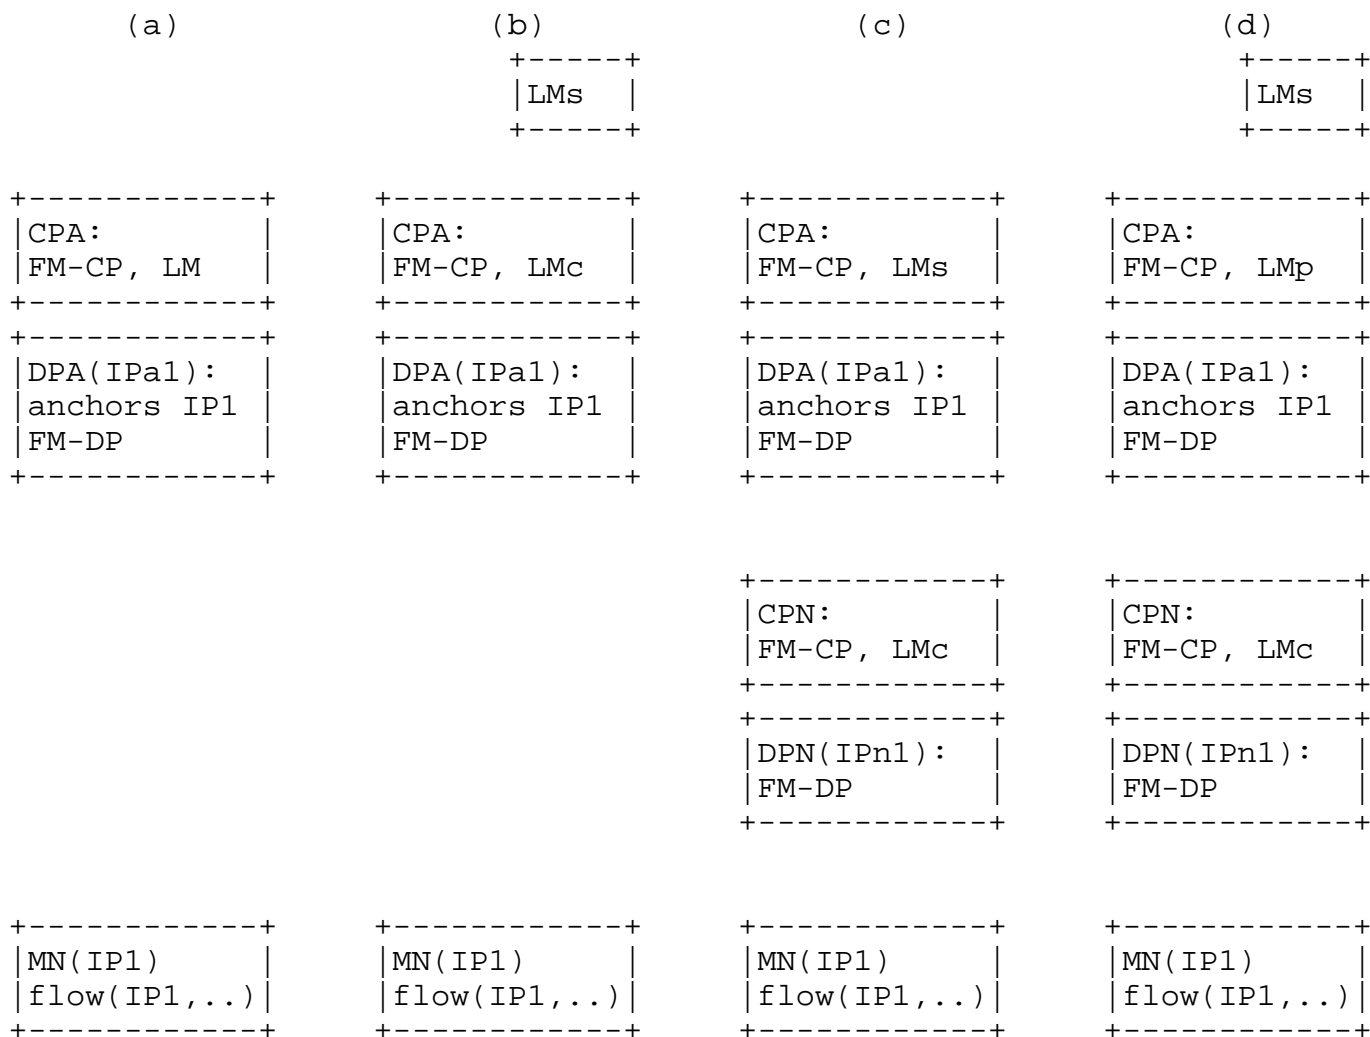 (a) (b) (c) (d)
+-----+ +-----+
|LMs | |LMs |
+-----+ +-----+
+------------+ +------------+ +------------+ +------------+
|CPA: | |CPA: | |CPA: | |CPA: |
|FM-CP, LM | |FM-CP, LMc | |FM-CP, LMs | |FM-CP, LMp |
+------------+ +------------+ +------------+ +------------+
+------------+ +------------+ +------------+ +------------+
|DPA(IPa1): | |DPA(IPa1): | |DPA(IPa1): | |DPA(IPa1): |
|anchors IP1 | |anchors IP1 | |anchors IP1 | |anchors IP1 |
|FM-DP | |FM-DP | |FM-DP | |FM-DP |
+------------+ +------------+ +------------+ +------------+
+------------+ +------------+
|CPN: | |CPN: |
|FM-CP, LMc | |FM-CP, LMc |
+------------+ +------------+
+------------+ +------------+
|DPN(IPn1): | |DPN(IPn1): |
|FM-DP | |FM-DP |
+------------+ +------------+
+------------+ +------------+ +------------+ +------------+
|MN(IP1) | |MN(IP1) | |MN(IP1) | |MN(IP1) |
|flow(IP1,..)| |flow(IP1,..)| |flow(IP1,..)| |flow(IP1,..)|
+------------+ +------------+ +------------+ +------------+